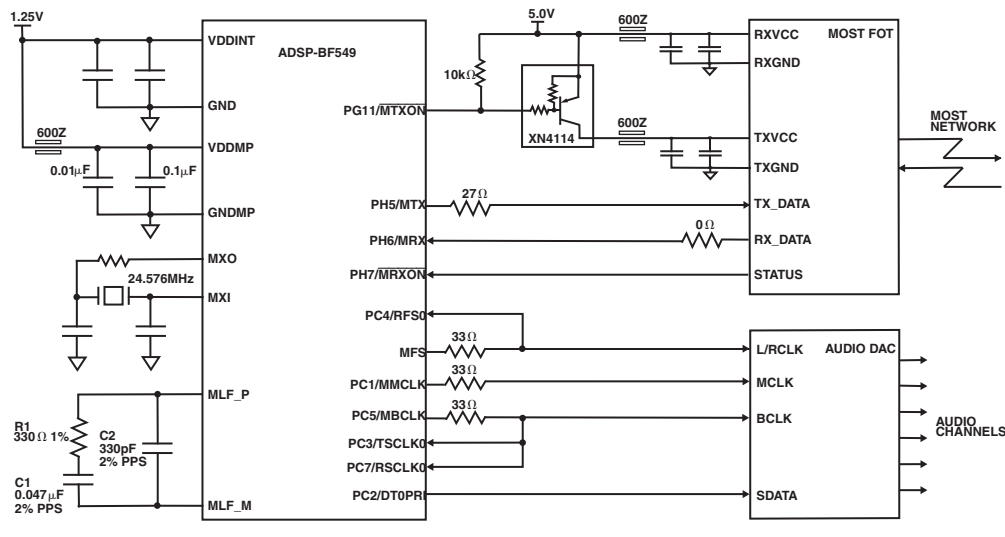 1.25V
5.0V
600Z
VDDINT
ADSP-BF549
RXVCC
MOST FOT
10kΩ
RXGND
GND
PG11/MTXON
MOST
NETWORK
600Z
XN4114
600Z
TXVCC
VDDMP
0.01µF
0.1µF
TXGND
27Ω
PH5/MTX
TX_DATA
GNDMP
0Ω
PH6/MRX
RX_DATA
MXO
24.576MHz
PH7/MRXON
STATUS
MXI
PC4/RFS0
33Ω
MFS
L/RCLK
AUDIO DAC
33Ω
PC1/MMCLK
MCLK
MLF_P
33Ω
PC5/MBCLK
BCLK
R1
330Ω 1%
C2
330pF
2% PPS
AUDIO
CHANNELS
PC3/TSCLK0
PC7/RSCLK0
C1
0.047µF
2% PPS
MLF_M
PC2/DT0PRI
SDATA